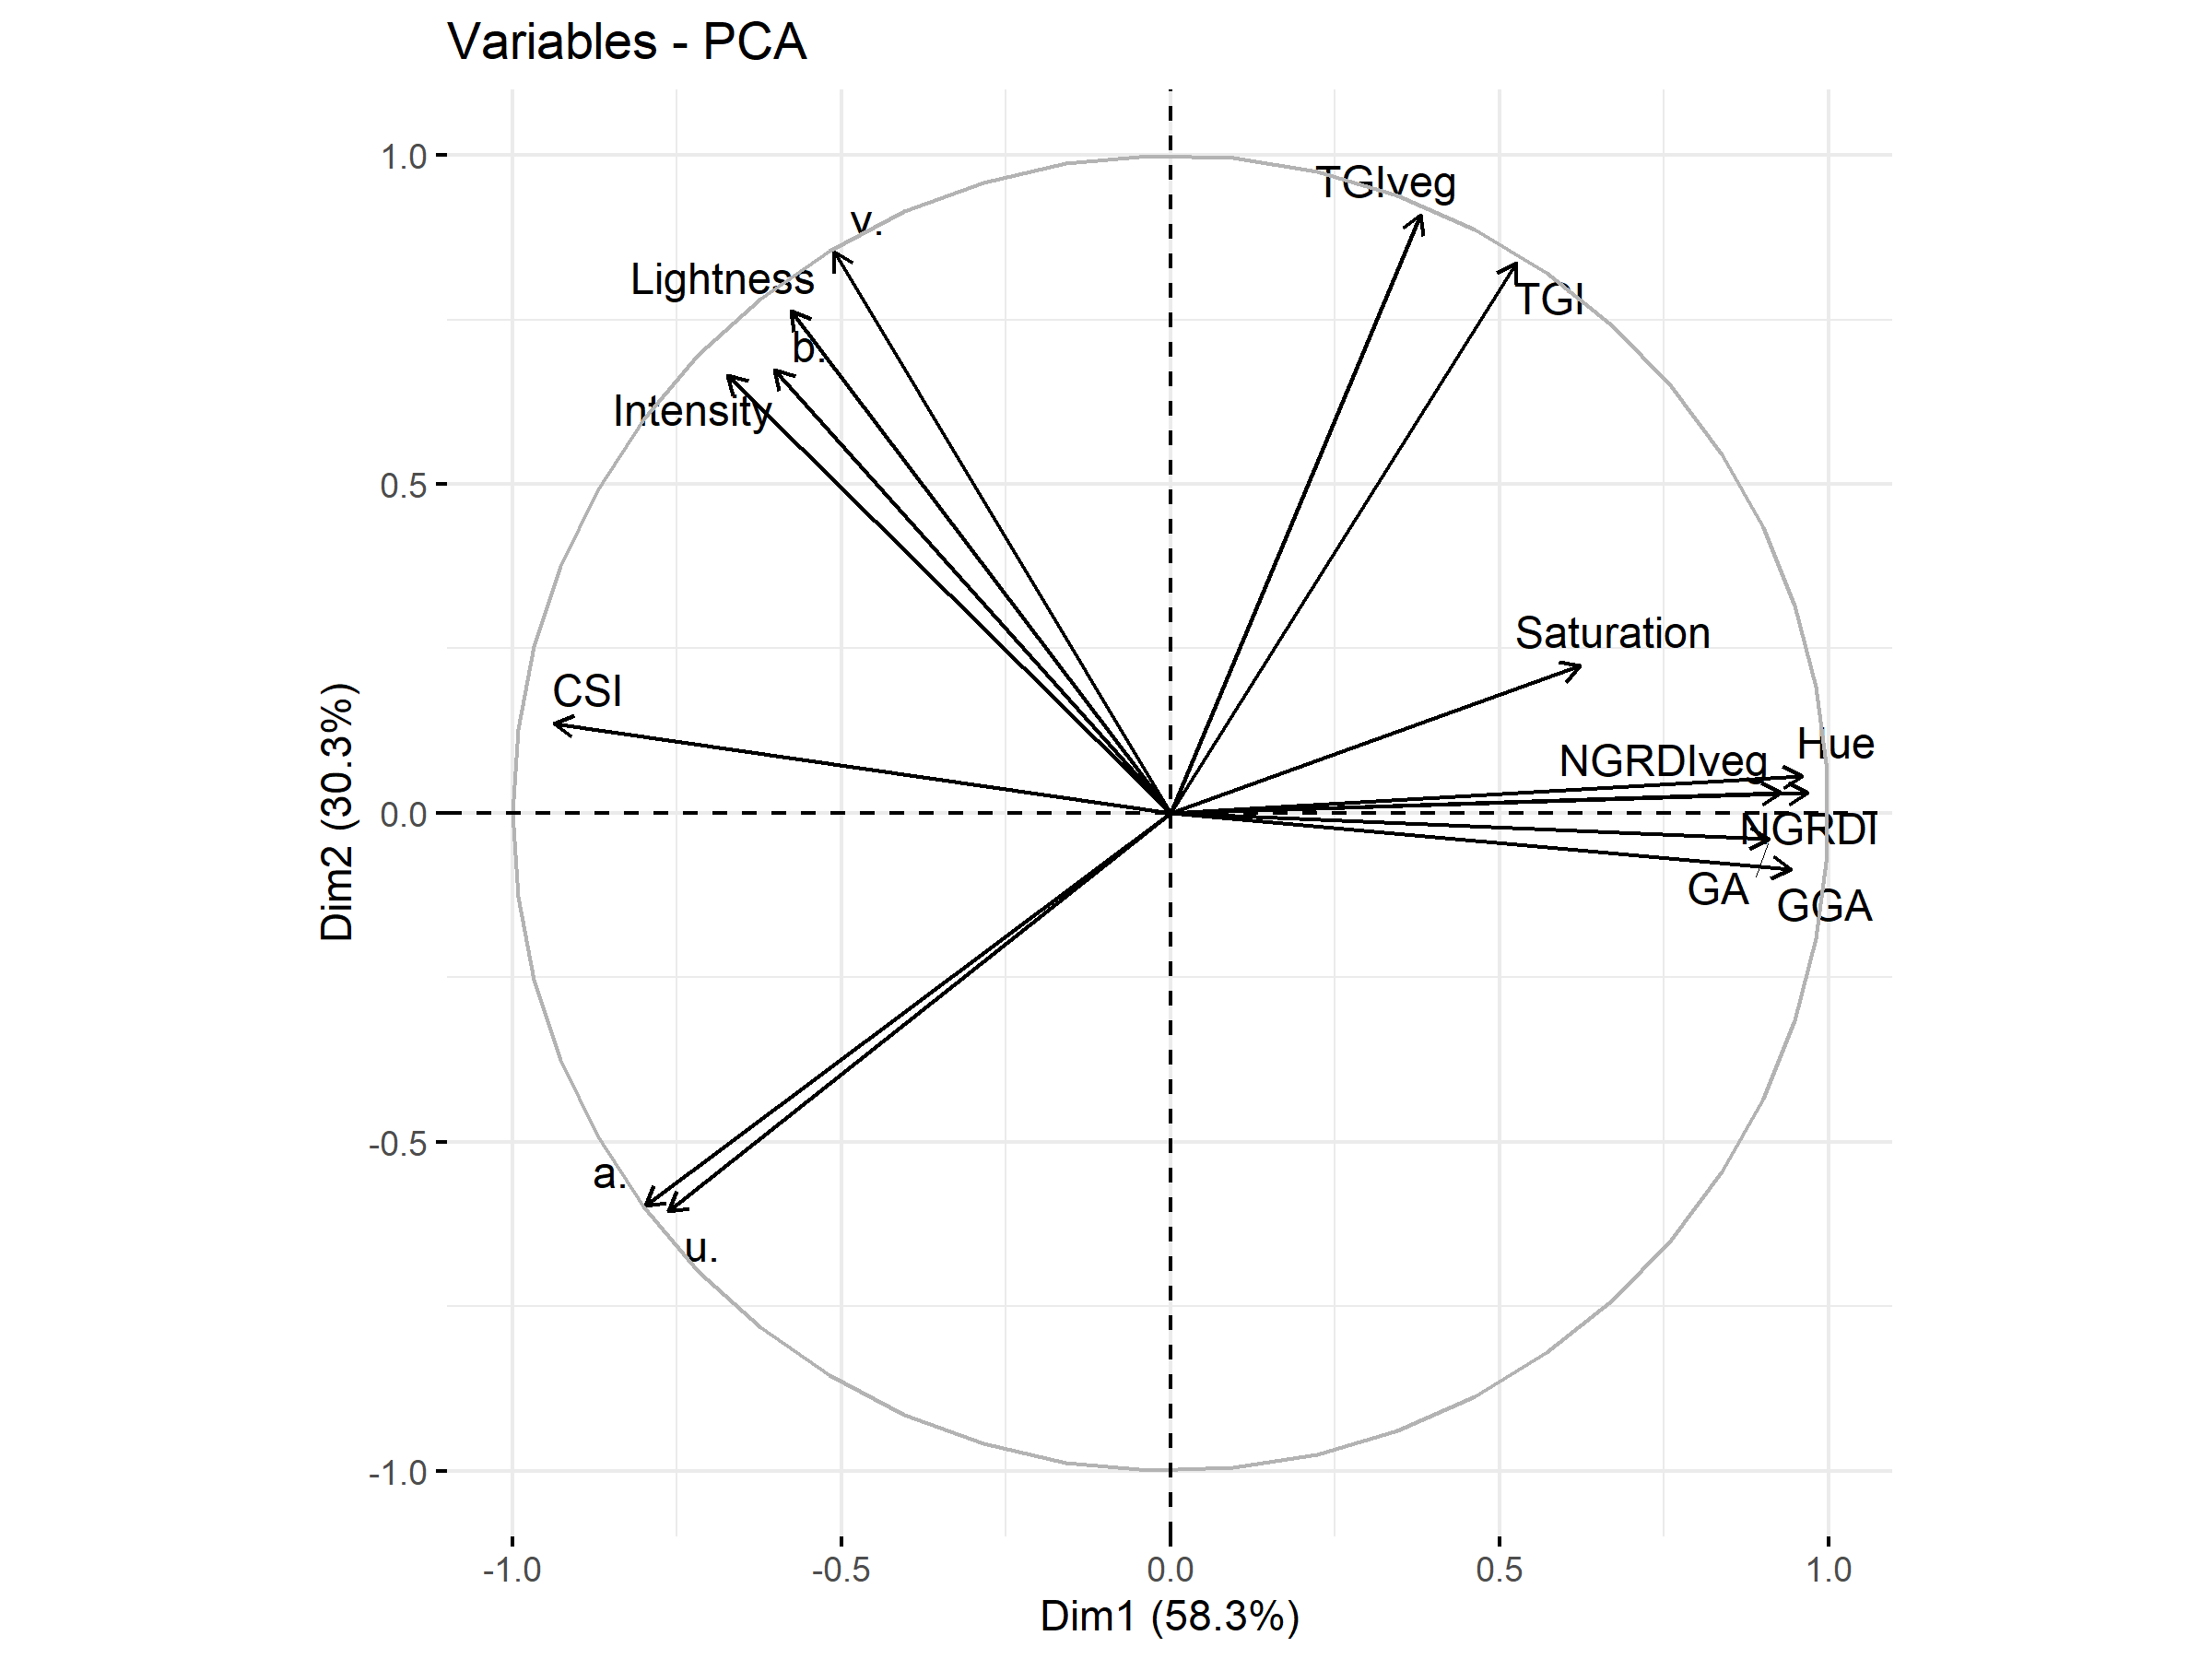 Variables - PCA
1.0
0.5
0.0
-0.5
-1.0
Dim2 (30.3%)
TGIveg
v.
Lightness
TGI
b.
Intensity
Saturation
CSI
Hue
NGRDIveg
NGRDI
GA
GGA
a.
u.
-1.0
-0.5
0.0
0.5
1.0
Dim1 (58.3%)